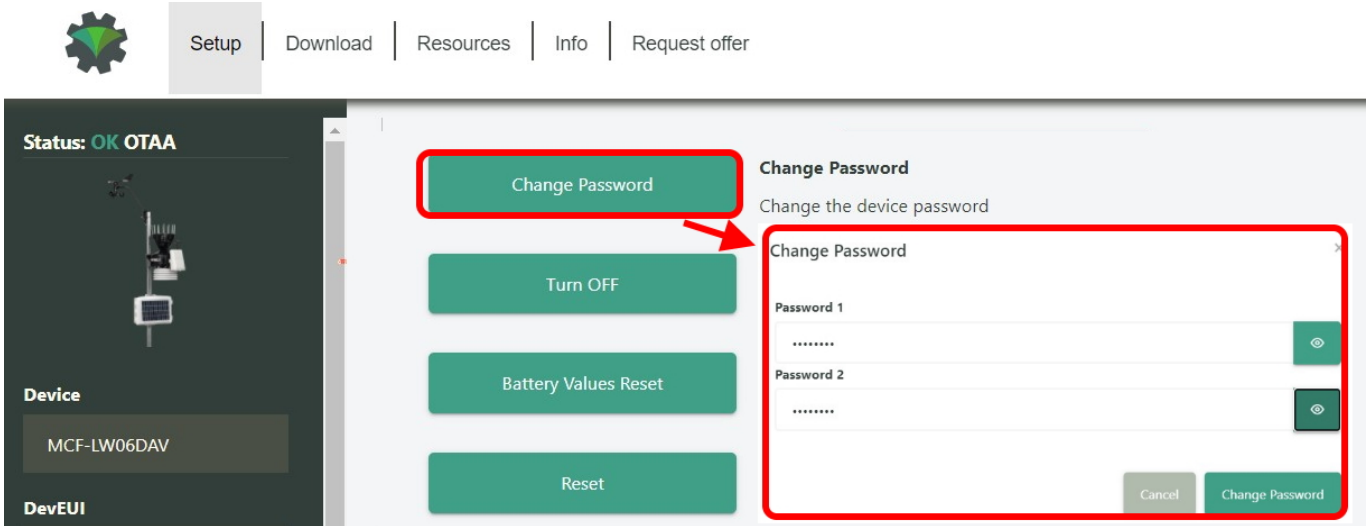 Setup
Download
Resources
Info
Request offer
Status: OK OTAA
Device
MCF-LW06DAV
DevEUI
Change Password
Turn OFF
Battery Values Reset
Reset
Change Password
Change the device password
Change Password
×
Password 1
••••••••
Password 2
••••••••
Cancel
Change Password